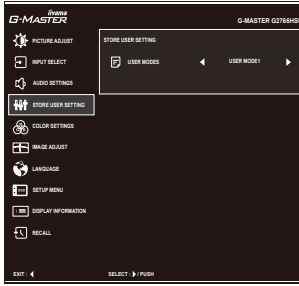 iiyama
G-MASTER
G-MASTER G2766HS
PICTURE ADJUST
INPUT SELECT
AUDIO SETTINGS
STORE USER SETTING
COLOR SETTINGS
IMAGE ADJUST
LANGUAGE
SETUP MENU
DISPLAY INFORMATION
RECALL
STORE USER SETTING
USER MODES
USER MODE1
EXIT :
SELECT : / PUSH